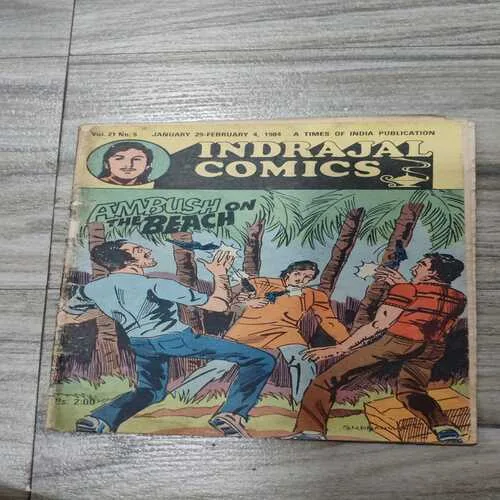 Vol. 21 No. 5 JANUARY 29-FEBRUARY 4, 1984 A TIMES OF INDIA PUBLICATION
INDRAJAL
COMICS
AMBUSH ON
THE BEACH
Rs. 2.00